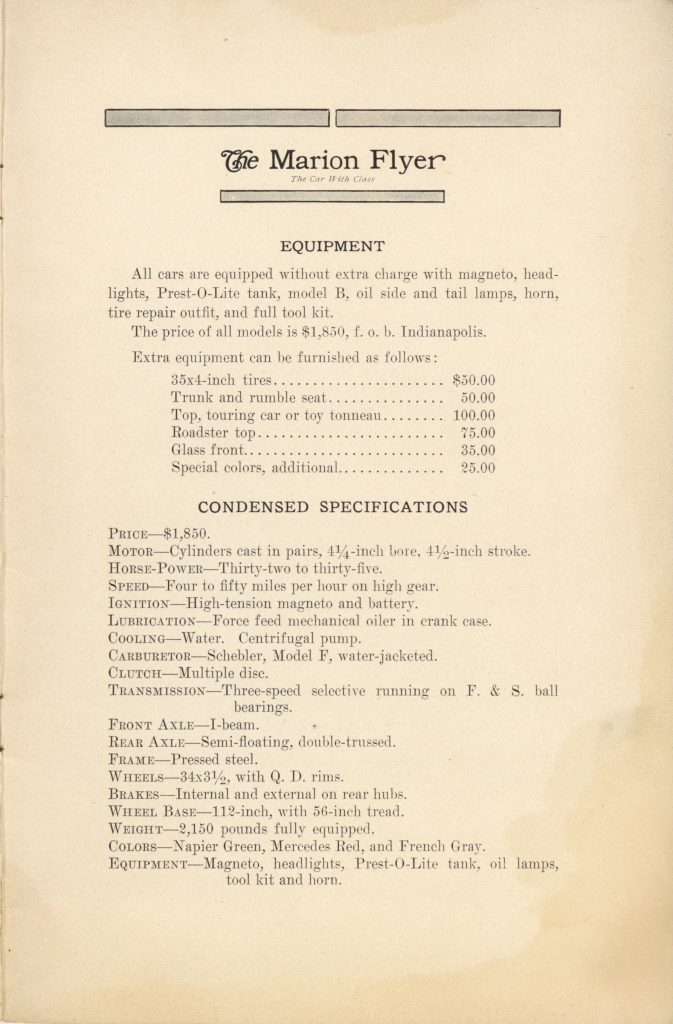 The Marion Flyer
The Car With Class
EQUIPMENT
All cars are equipped without extra charge with magneto, head-
lights, Prest-O-Lite tank, model B, oil side and tail lamps, horn,
tire repair outfit, and full tool kit.
The price of all models is $1,850, f. o. b. Indianapolis.
Extra equipment can be furnished as follows:
35x4-inch tires...................... $50.00
Trunk and rumble seat............... 50.00
Top, touring car or toy tonneau........ 100.00
Roadster top........................ 75.00
Glass front.......................... 35.00
Special colors, additional.............. 25.00
CONDENSED SPECIFICATIONS
PRICE—$1,850.
MOTOR—Cylinders cast in pairs, 4¼-inch bore, 4½-inch stroke.
HORSE-POWER—Thirty-two to thirty-five.
SPEED—Four to fifty miles per hour on high gear.
IGNITION—High-tension magneto and battery.
LUBRICATION—Force feed mechanical oiler in crank case.
COOLING—Water. Centrifugal pump.
CARBURETOR—Schebler, Model F, water-jacketed.
CLUTCH—Multiple disc.
TRANSMISSION—Three-speed selective running on F. & S. ball
bearings.
FRONT AXLE—I-beam.
REAR AXLE—Semi-floating, double-trussed.
FRAME—Pressed steel.
WHEELS—34x3½, with Q. D. rims.
BRAKES—Internal and external on rear hubs.
WHEEL BASE—112-inch, with 56-inch tread.
WEIGHT—2,150 pounds fully equipped.
COLORS—Napier Green, Mercedes Red, and French Gray.
EQUIPMENT—Magneto, headlights, Prest-O-Lite tank, oil lamps,
tool kit and horn.